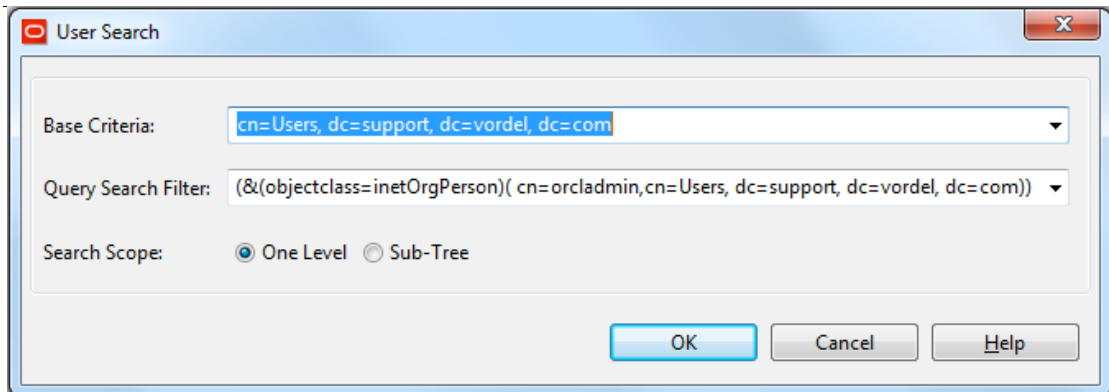 User Search
Base Criteria: cn=Users, dc=support, dc=vordel, dc=com
Query Search Filter: (&(objectclass=inetOrgPerson)( cn=orcladmin,cn=Users, dc=support, dc=vordel, dc=com))
Search Scope: One Level Sub-Tree
OK Cancel Help